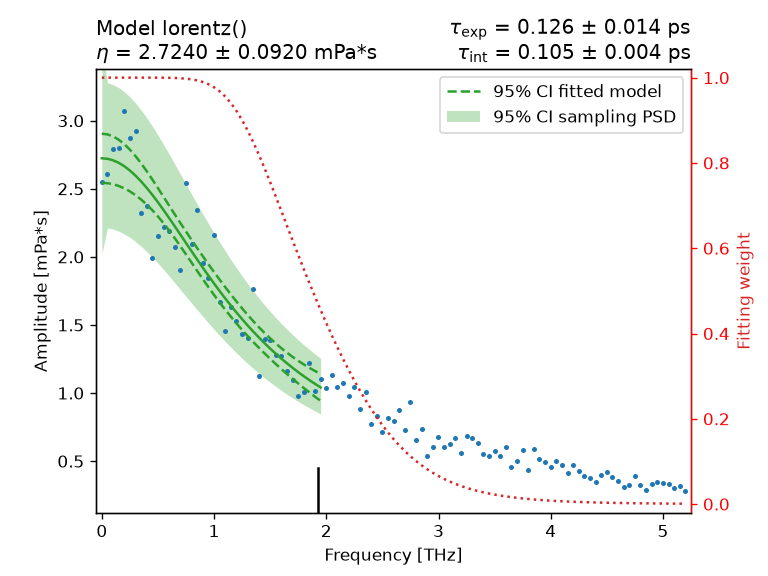 Model lorentz()
η = 2.7240 ± 0.0920 mPa*s
τexp = 0.126 ± 0.014 ps
τint = 0.105 ± 0.004 ps
95% CI fitted model
95% CI sampling PSD
Amplitude [mPa*s]
3.0
2.5
2.0
1.5
1.0
0.5
1.0
0.8
0.6
0.4
0.2
0.0
Fitting weight
0 1 2 3 4 5
Frequency [THz]